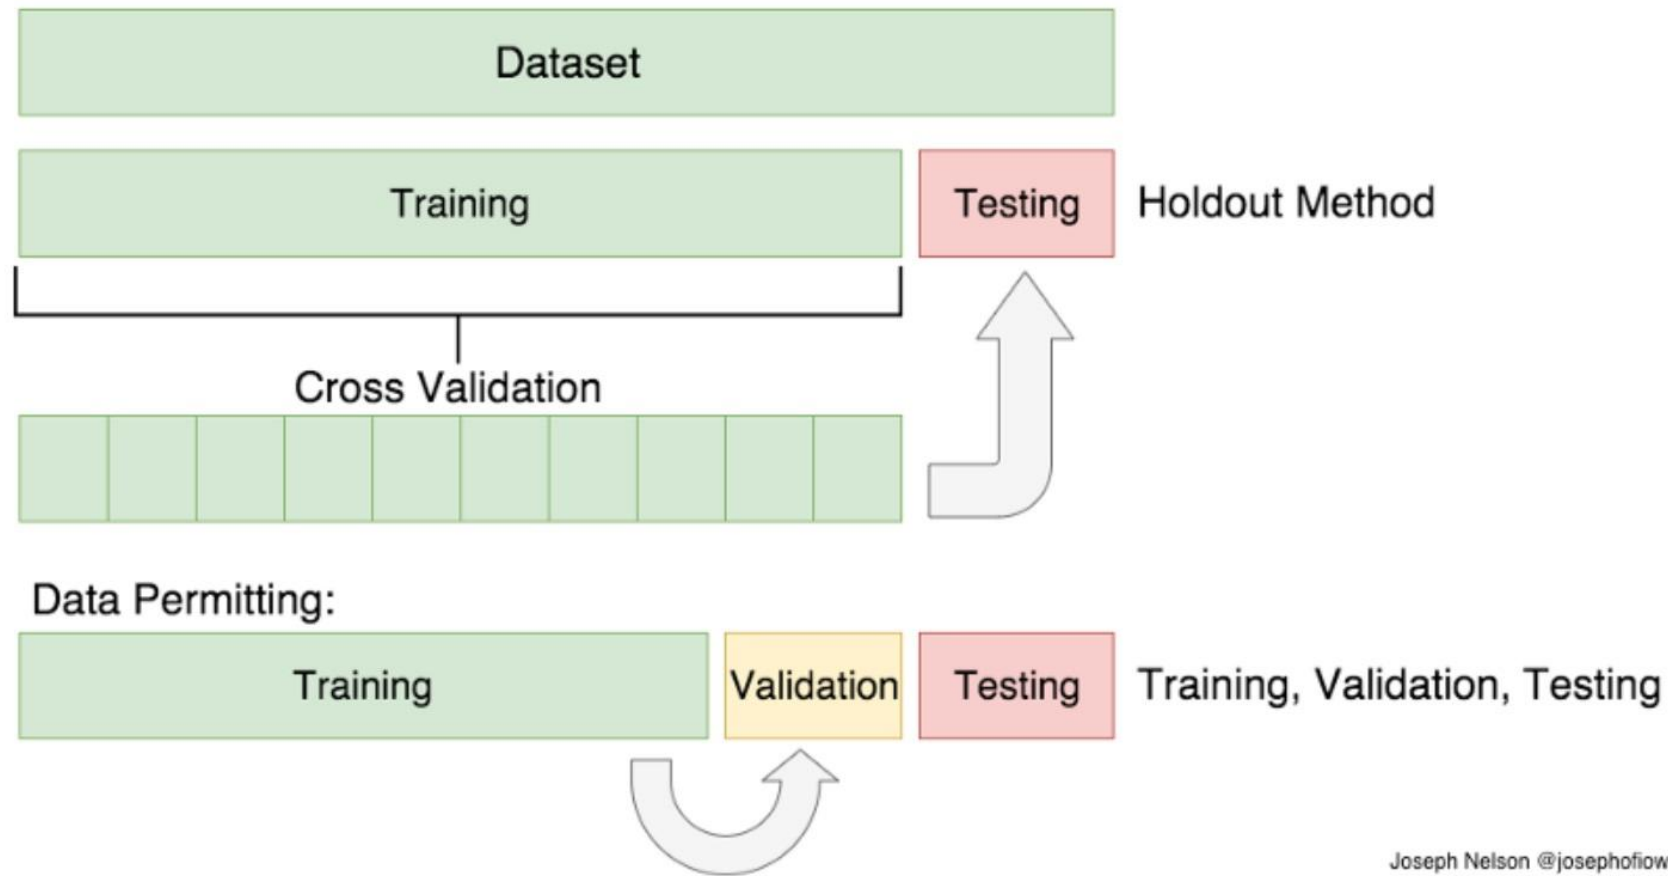 Dataset
Training
Testing
Holdout Method
Cross Validation
Data Permitting:
Training
Validation
Testing
Training, Validation, Testing
Joseph Nelson @josephofiow